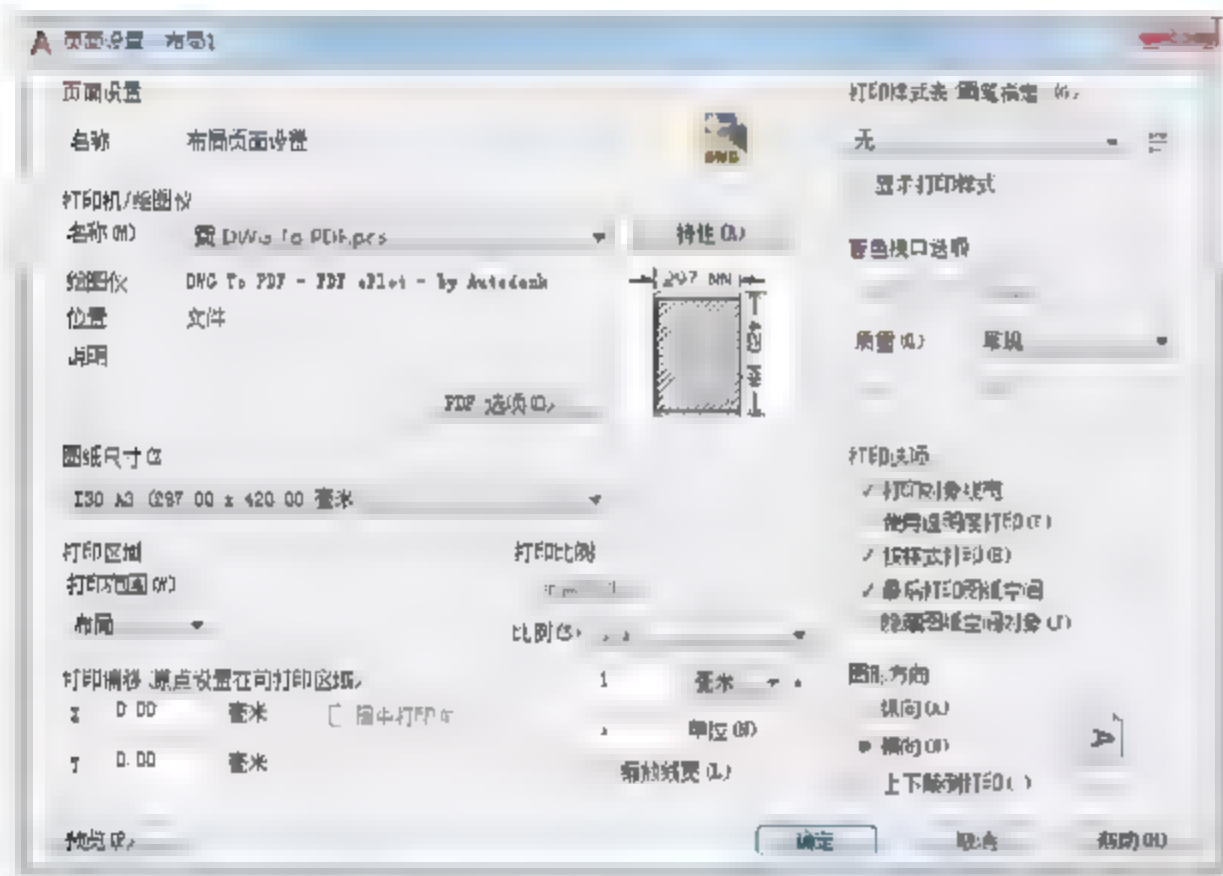 页面设置 - 布局1
页面设置
名称
布局页面设置
DWG
打印机/绘图仪
名称(M)
DWG To PDF.pc3
特性(R)
绘图仪
DWG To PDF - PDF ePlot - by Autodesk
位置
文件
说明
297 MM
420 MM
PDF 选项(O)
图纸尺寸(Z)
ISO A3 (297.00 x 420.00 毫米
打印区域
打印范围(W)
布局
打印比例
比例(S)
打印偏移(原点设置在可打印区域)
X
0.00
毫米
居中打印
Y
0.00
毫米
1
毫米
单位(N)
缩放线宽(L)
预览(P)
打印样式表(画笔指定)(G)
无
显示打印样式
着色视口选项
质量(Q)
常规
打印选项
打印对象线宽
使用透明度打印(T)
按样式打印(E)
最后打印图纸空间
隐藏图纸空间对象(J)
图形方向
纵向(A)
横向(N)
上下颠倒打印(-)
A
确定
取消
帮助(H)